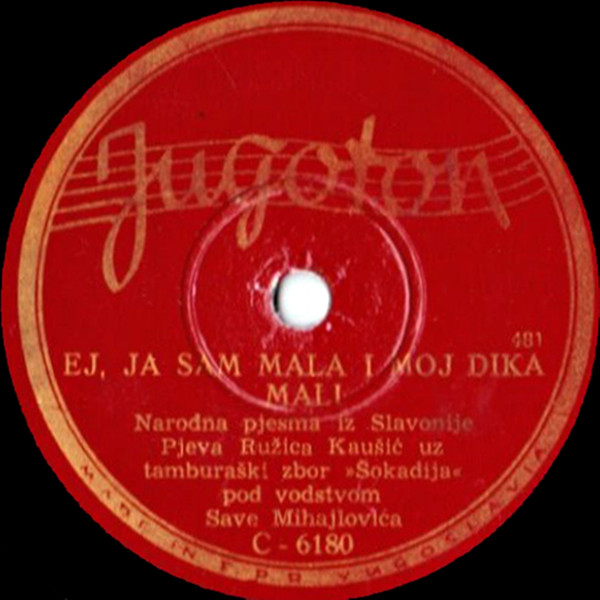 Jugoton
481
EJ, JA SAM MALA I MOJ DIKA
MALI
Narodna pjesma iz Slavonije
Pjeva Ružica Kaušić uz
tamburaški zbor »Šokadija«
pod vodstvom
Save Mihajlovića
C - 6180
MADE IN FPR YUGOSLAVIA